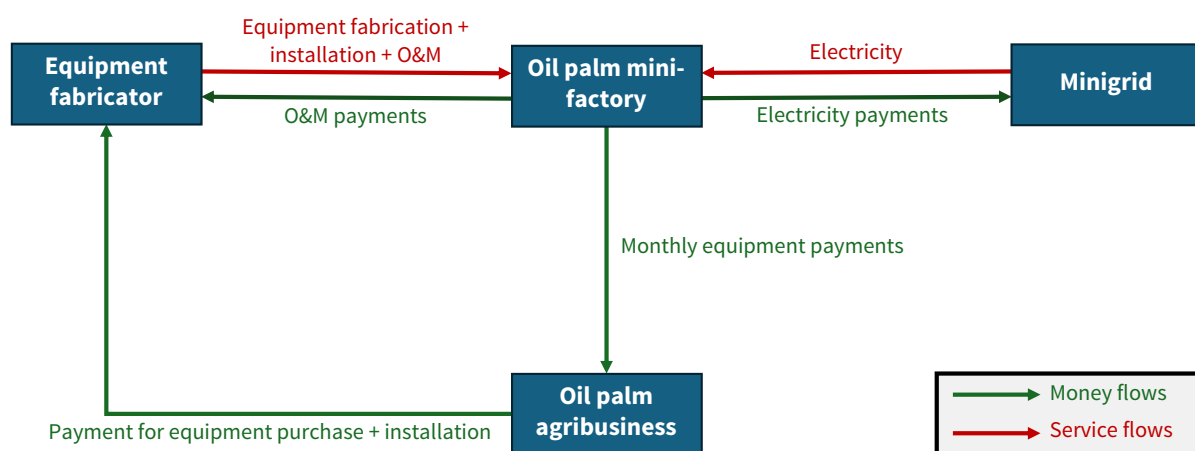 Equipment fabrication +
installation + O&M
Equipment
fabricator
Oil palm mini-
factory
Electricity
Minigrid
O&M payments
Electricity payments
Monthly equipment payments
Oil palm
agribusiness
Payment for equipment purchase + installation
Money flows
Service flows